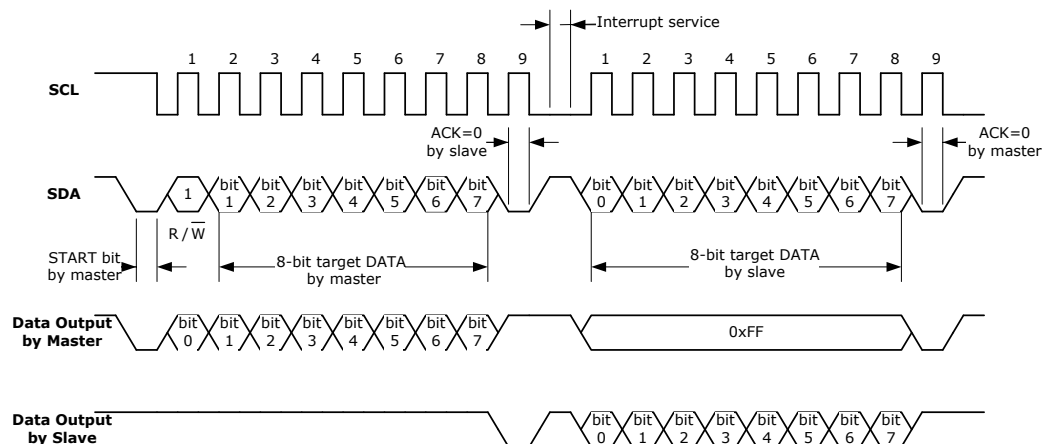 Interrupt service
1 2 3 4 5 6 7 8 9 1 2 3 4 5 6 7 8 9
SCL
ACK=0
by slave
ACK=0
by master
SDA
1 bit 1 bit 2 bit 3 bit 4 bit 5 bit 6 bit 7 bit 0 bit 1 bit 2 bit 3 bit 4 bit 5 bit 6 bit 7
R / W
START bit
by master
8-bit target DATA
by master
8-bit target DATA
by slave
Data Output
by Master
bit 0 bit 1 bit 2 bit 3 bit 4 bit 5 bit 6 bit 7 0xFF
Data Output
by Slave
bit 0 bit 1 bit 2 bit 3 bit 4 bit 5 bit 6 bit 7